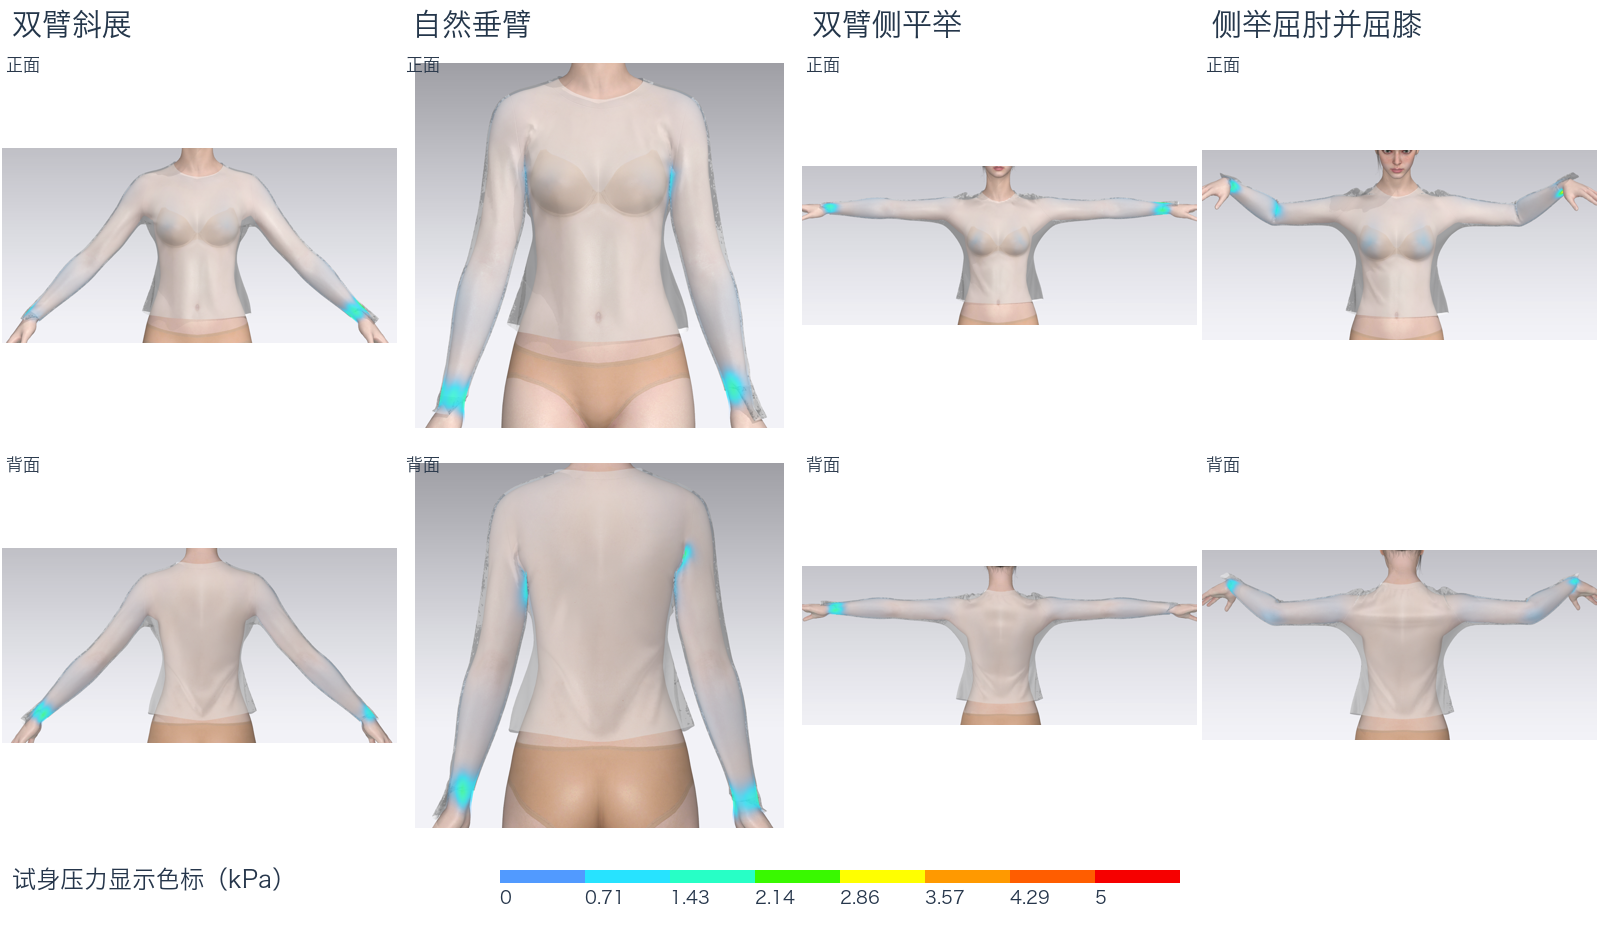 双臂斜展
自然垂臂
双臂侧平举
侧举屈肘并屈膝
正面
正面
正面
正面
背面
背面
背面
背面
试身压力显示色标（kPa）
0 0.71 1.43 2.14 2.86 3.57 4.29 5